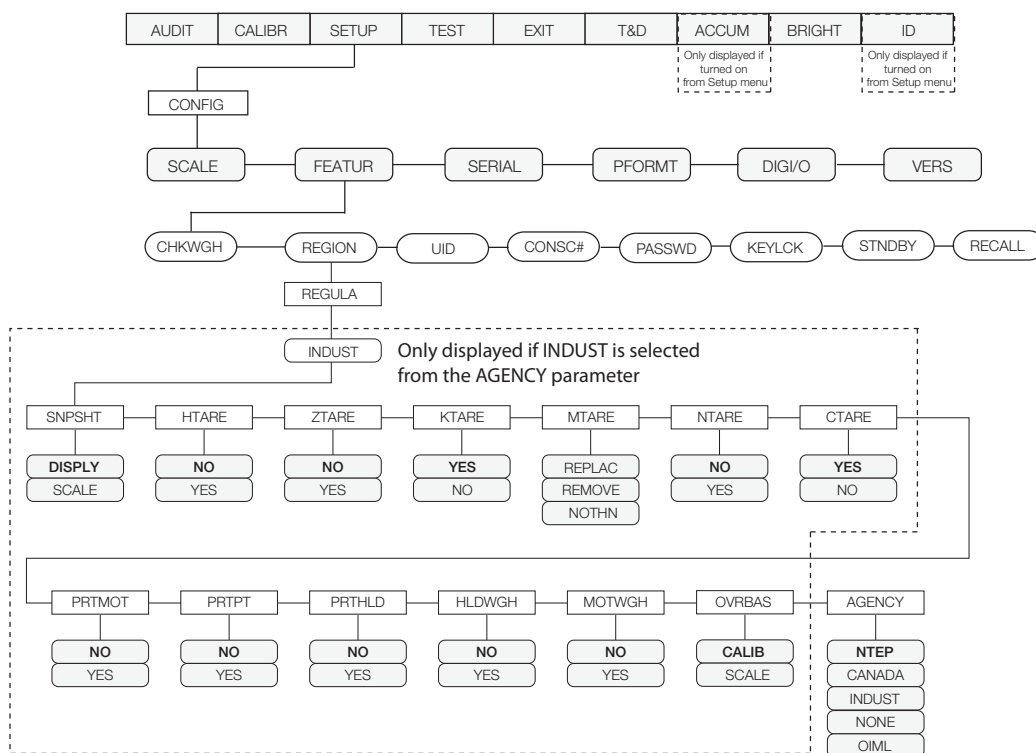 AUDIT CALIBR SETUP TEST EXIT T&D ACCUM BRIGHT ID
Only displayed if
turned on
from Setup menu
Only displayed if
turned on
from Setup menu
CONFIG
SCALE FEATUR SERIAL PFORMT DIGI/O VERS
CHKWGH REGION UID CONSC# PASSWD KEYLCK STNDBY RECALL
REGULA
INDUST
Only displayed if INDUST is selected
from the AGENCY parameter
SNPSHT HTARE ZTARE KTARE MTARE NTARE CTARE
DISPLY NO NO YES REPLAC NO YES
SCALE YES YES NO REMOVE YES NO
NOTHN
PRTMOT PRTPT PRTHLD HLDWGH MOTWGH OVRBAS AGENCY
NO NO NO NO NO CALIB NTEP
YES YES YES YES YES SCALE CANADA
INDUST
NONE
OIML